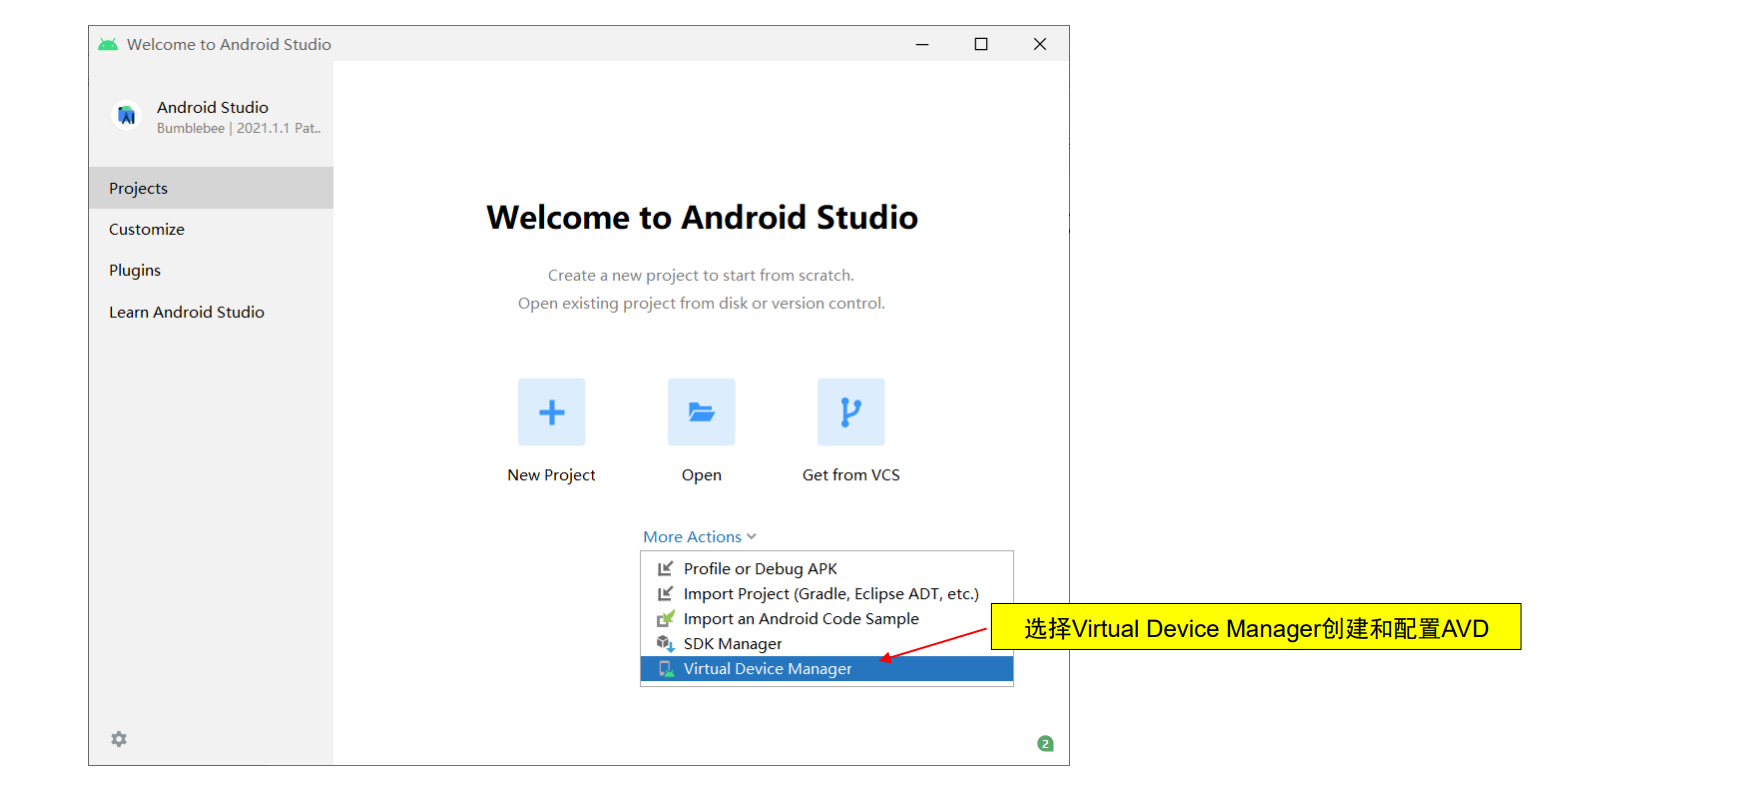 Welcome to Android Studio
Android Studio
Bumblebee | 2021.1.1 Pat..
Projects
Customize
Plugins
Learn Android Studio
Welcome to Android Studio
Create a new project to start from scratch.
Open existing project from disk or version control.
New Project
Open
Get from VCS
More Actions
Profile or Debug APK
Import Project (Gradle, Eclipse ADT, etc.)
Import an Android Code Sample
SDK Manager
Virtual Device Manager
选择Virtual Device Manager创建和配置AVD
2